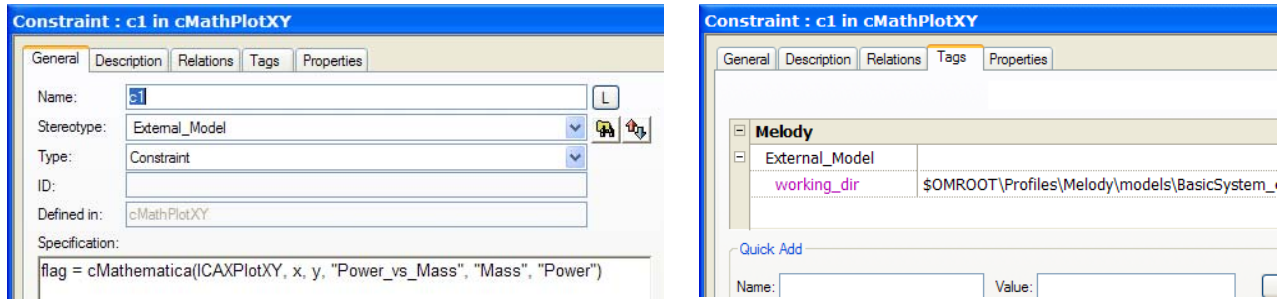 Constraint : c1 in cMathPlotXY
General Description Relations Tags Properties
Name: c1 L
Stereotype: External_Model
Type: Constraint
ID:
Defined in: cMathPlotXY
Specification:
flag = cMathematica(ICAXPlotXY, x, y, "Power_vs_Mass", "Mass", "Power")
Constraint : c1 in cMathPlotXY
General Description Relations Tags Properties
Melody
External_Model
working_dir $OMROOT\Profiles\Melody\models\BasicSystem_
Quick Add
Name: Value: